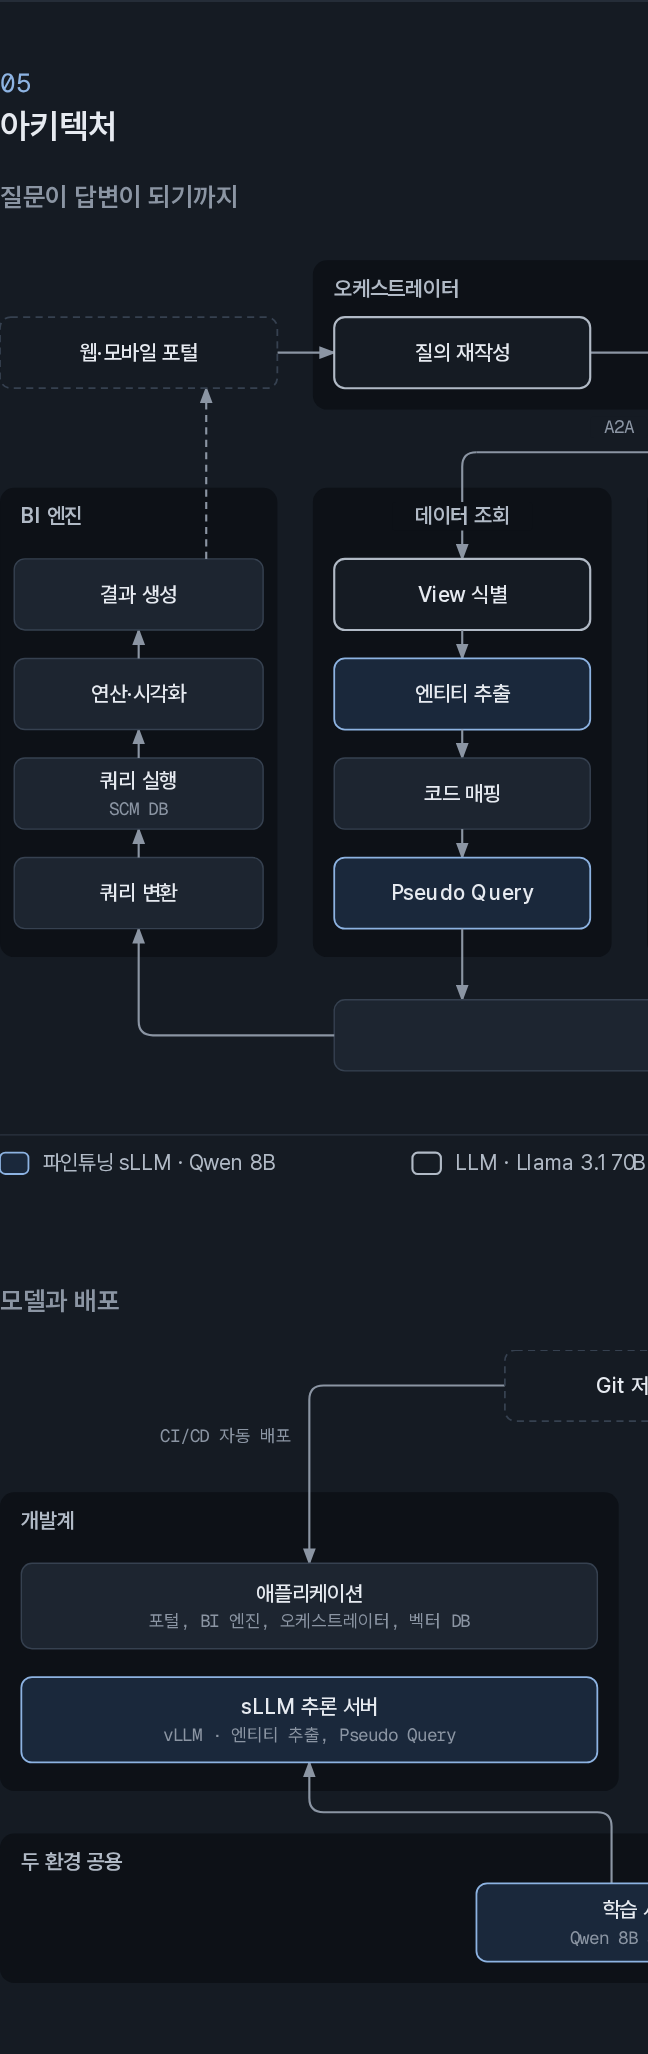 05
아키텍처
질문이 답변이 되기까지
오케스트레이터
웹·모바일 포털
질의 재작성
A2A
BI 엔진
결과 생성
연산·시각화
쿼리 실행
SCM DB
쿼리 변환
데이터 조회
View 식별
엔티티 추출
코드 매핑
Pseudo Query
파인튜닝 sLLM · Qwen 8B
LLM · Llama 3.1 70B
모델과 배포
Git 저
CI/CD 자동 배포
개발계
애플리케이션
포털, BI 엔진, 오케스트레이터, 벡터 DB
sLLM 추론 서버
vLLM · 엔티티 추출, Pseudo Query
두 환경 공용
학습
Qwen 8B